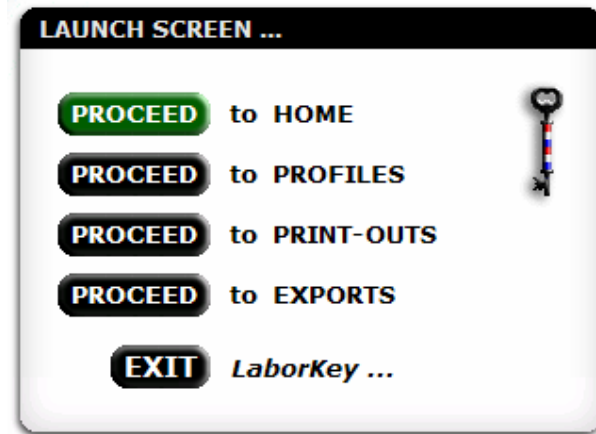 LAUNCH SCREEN ...
PROCEED to HOME
PROCEED to PROFILES
PROCEED to PRINT-OUTS
PROCEED to EXPORTS
EXIT LaborKey ...